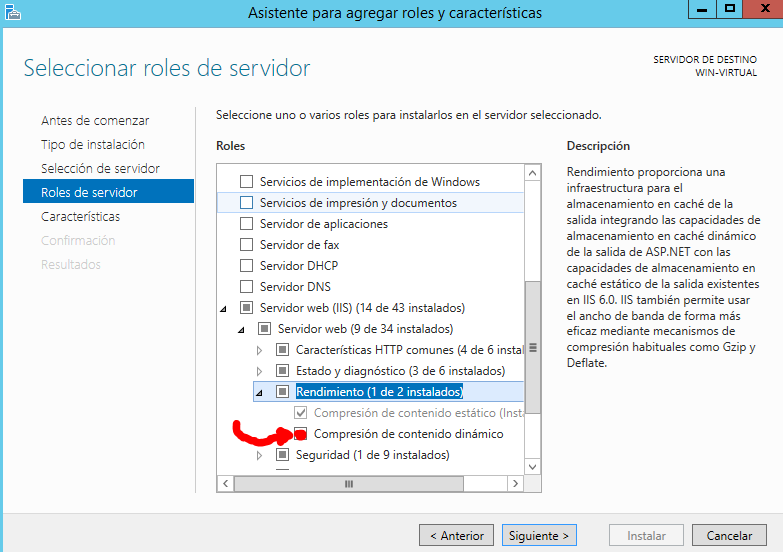 Asistente para agregar roles y características
Seleccionar roles de servidor
SERVIDOR DE DESTINO
WIN-VIRTUAL
Antes de comenzar
Tipo de instalación
Selección de servidor
Roles de servidor
Características
Confirmación
Resultados
Seleccione uno o varios roles para instalarlos en el servidor seleccionado.
Roles
Servicios de implementación de Windows
Servicios de impresión y documentos
Servidor de aplicaciones
Servidor de fax
Servidor DHCP
Servidor DNS
Servidor web (IIS) (14 de 43 instalados)
Servidor web (9 de 34 instalados)
Características HTTP comunes (4 de 6 instal
Estado y diagnóstico (3 de 6 instalados)
Rendimiento (1 de 2 instalados)
Compresión de contenido estático (Inst
Compresión de contenido dinámico
Seguridad (1 de 9 instalados)
Descripción
Rendimiento proporciona una
infraestructura para el
almacenamiento en caché de la
salida integrando las capacidades de
almacenamiento en caché dinámico
de la salida de ASP.NET con las
capacidades de almacenamiento en
caché estático de la salida existentes
en IIS 6.0. IIS también permite usar
el ancho de banda de forma más
eficaz mediante mecanismos de
compresión habituales como Gzip y
Deflate.
< Anterior
Siguiente >
Instalar
Cancelar